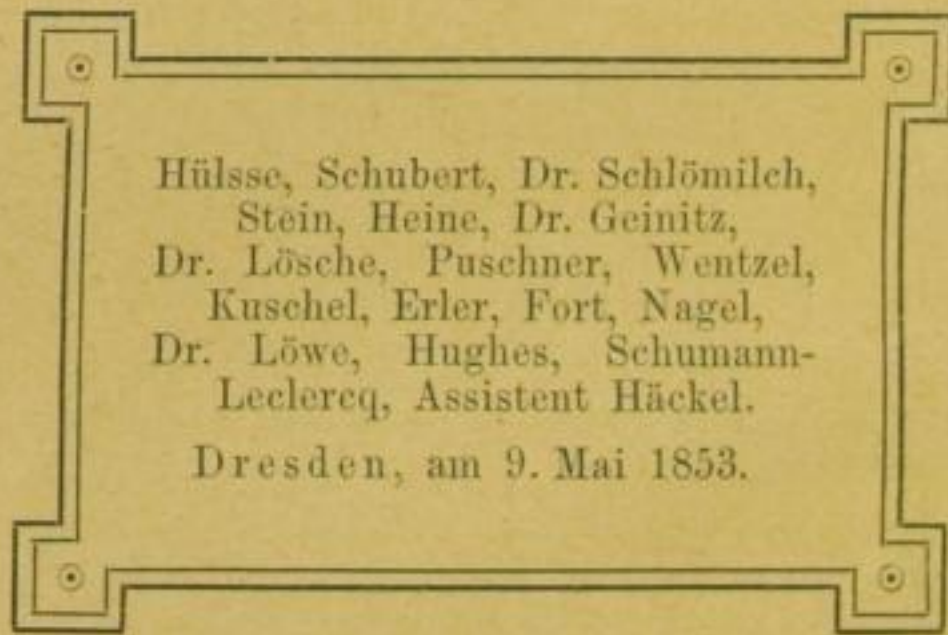 Hülsse, Schubert, Dr. Schlömilch,
Stein, Heine, Dr. Geinitz,
Dr. Lösche, Puschner, Wentzel,
Kuschel, Erler, Fort, Nagel,
Dr. Löwe, Hughes, Schumann-
Leclercq, Assistent Häckel.
Dresden, am 9. Mai 1853.